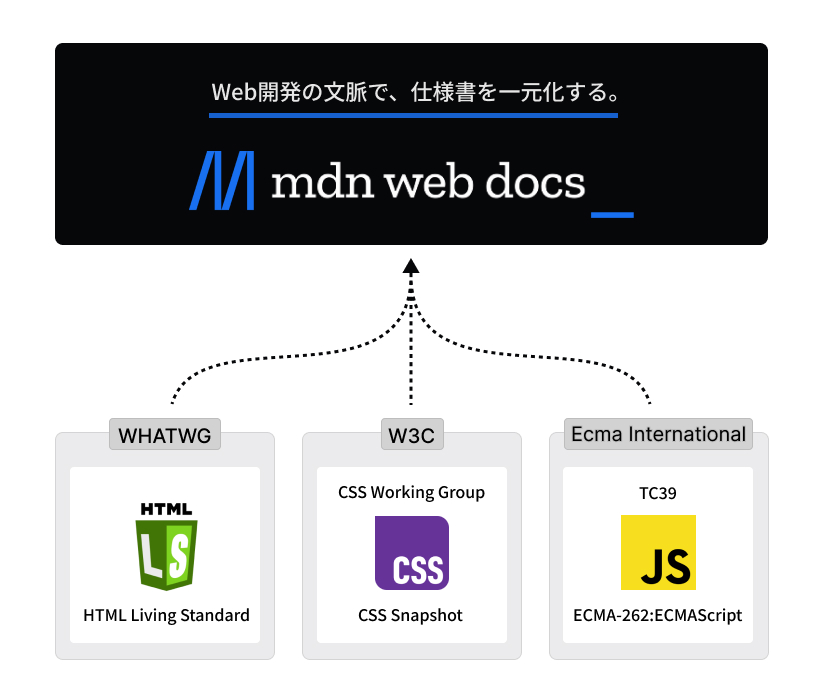 Web開発の文脈で、仕様書を一元化する。
mdn web docs_
WHATWG
HTML
LS
HTML Living Standard
W3C
CSS Working Group
CSS
CSS Snapshot
Ecma International
TC39
JS
ECMA-262:ECMAScript